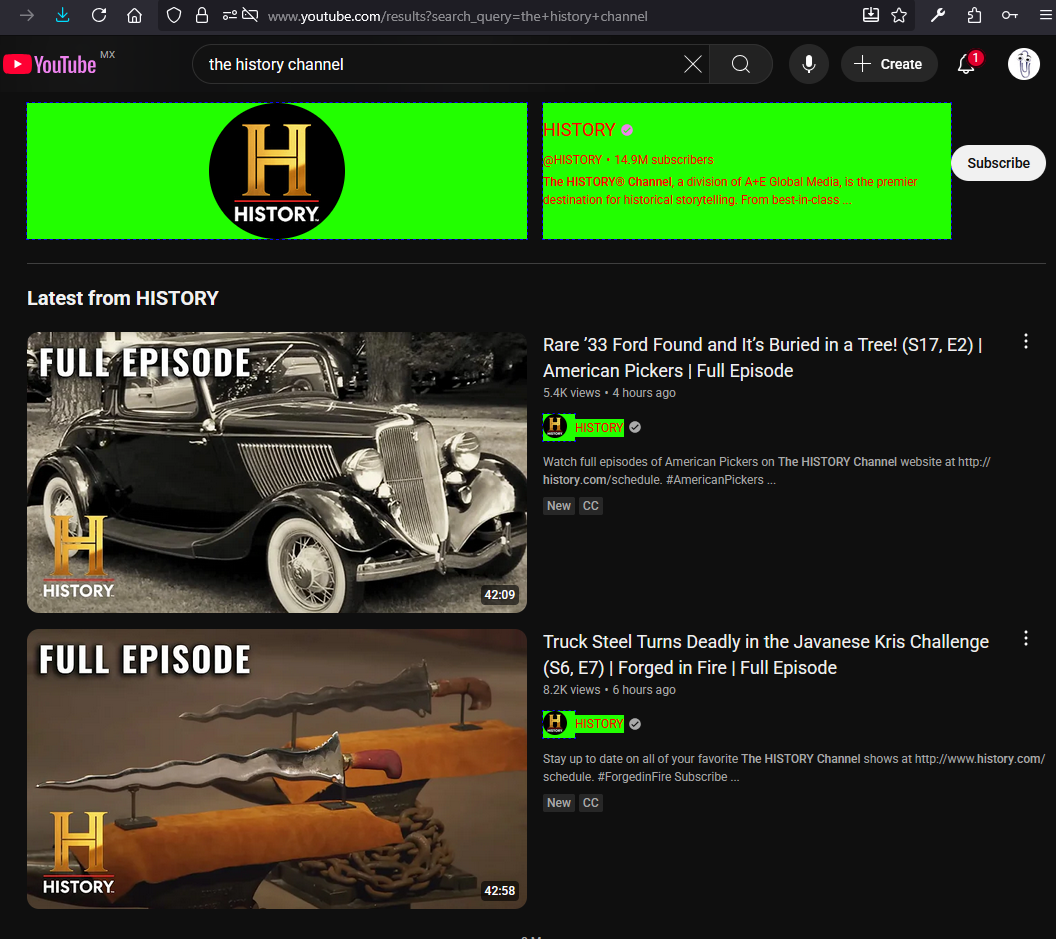 www.youtube.com/results?search_query=the+history+channel
YouTube MX
the history channel
Create
1
HISTORY
HISTORY
@HISTORY • 14.9M subscribers
The HISTORY® Channel, a division of A+E Global Media, is the premier
destination for historical storytelling. From best-in-class ...
Subscribe
Latest from HISTORY
FULL EPISODE
HISTORY
42:09
Rare ’33 Ford Found and It’s Buried in a Tree! (S17, E2) |
American Pickers | Full Episode
5.4K views • 4 hours ago
HISTORY
Watch full episodes of American Pickers on The HISTORY Channel website at http://
history.com/schedule. #AmericanPickers ...
New CC
FULL EPISODE
HISTORY
42:58
Truck Steel Turns Deadly in the Javanese Kris Challenge
(S6, E7) | Forged in Fire | Full Episode
8.2K views • 6 hours ago
HISTORY
Stay up to date on all of your favorite The HISTORY Channel shows at http://www.history.com/
schedule. #ForgedinFire Subscribe ...
New CC